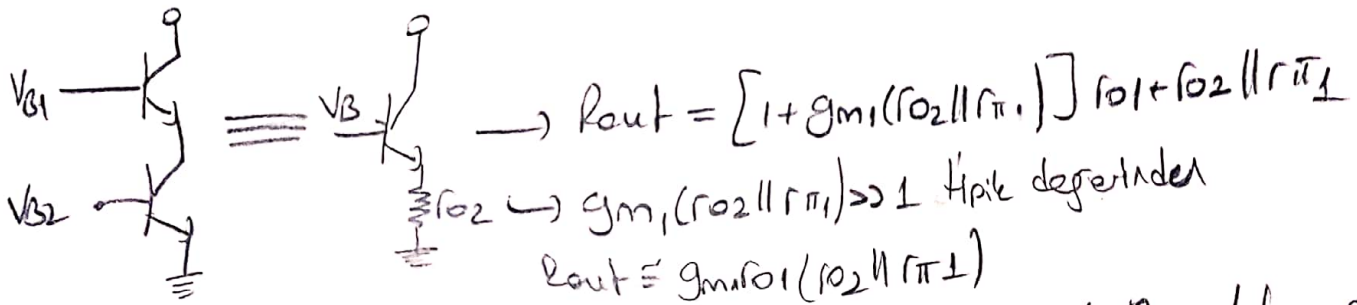 VB1
VB2
VB
ro2
→ Rout = [1+gm1(ro2||rπ1)] ro1+ro2||rπ1
→ gm1(ro2||rπ1)>>1 tipik değerinden
Rout ≅ gm1ro1(ro2||rπ1)